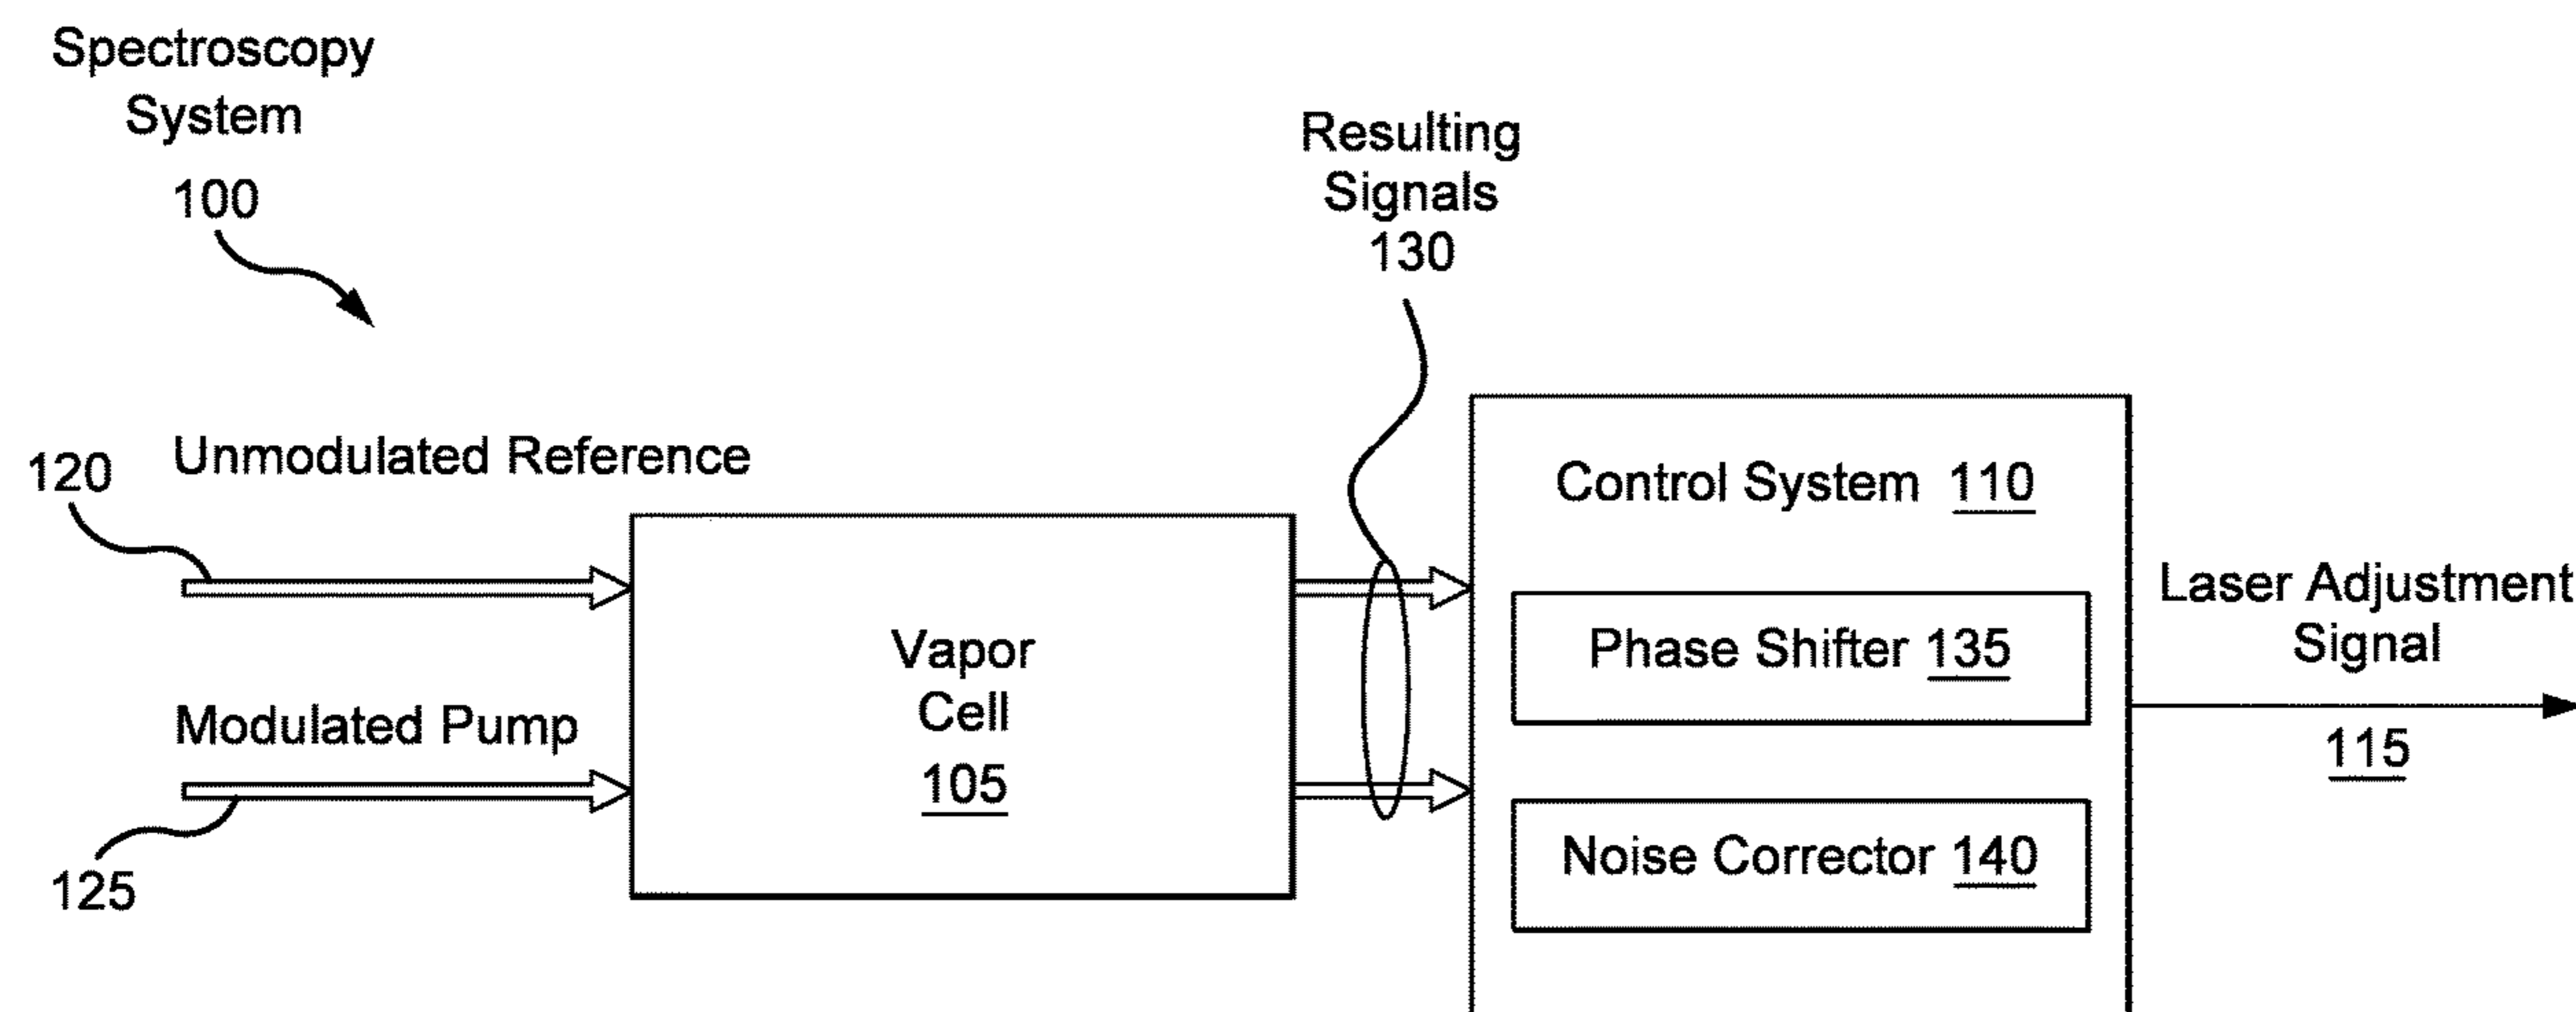 Spectroscopy
System
100
Resulting
Signals
130
120
Unmodulated Reference
Modulated Pump
125
Vapor
Cell
105
Control System 110
Phase Shifter 135
Noise Corrector 140
Laser Adjustment
Signal
115